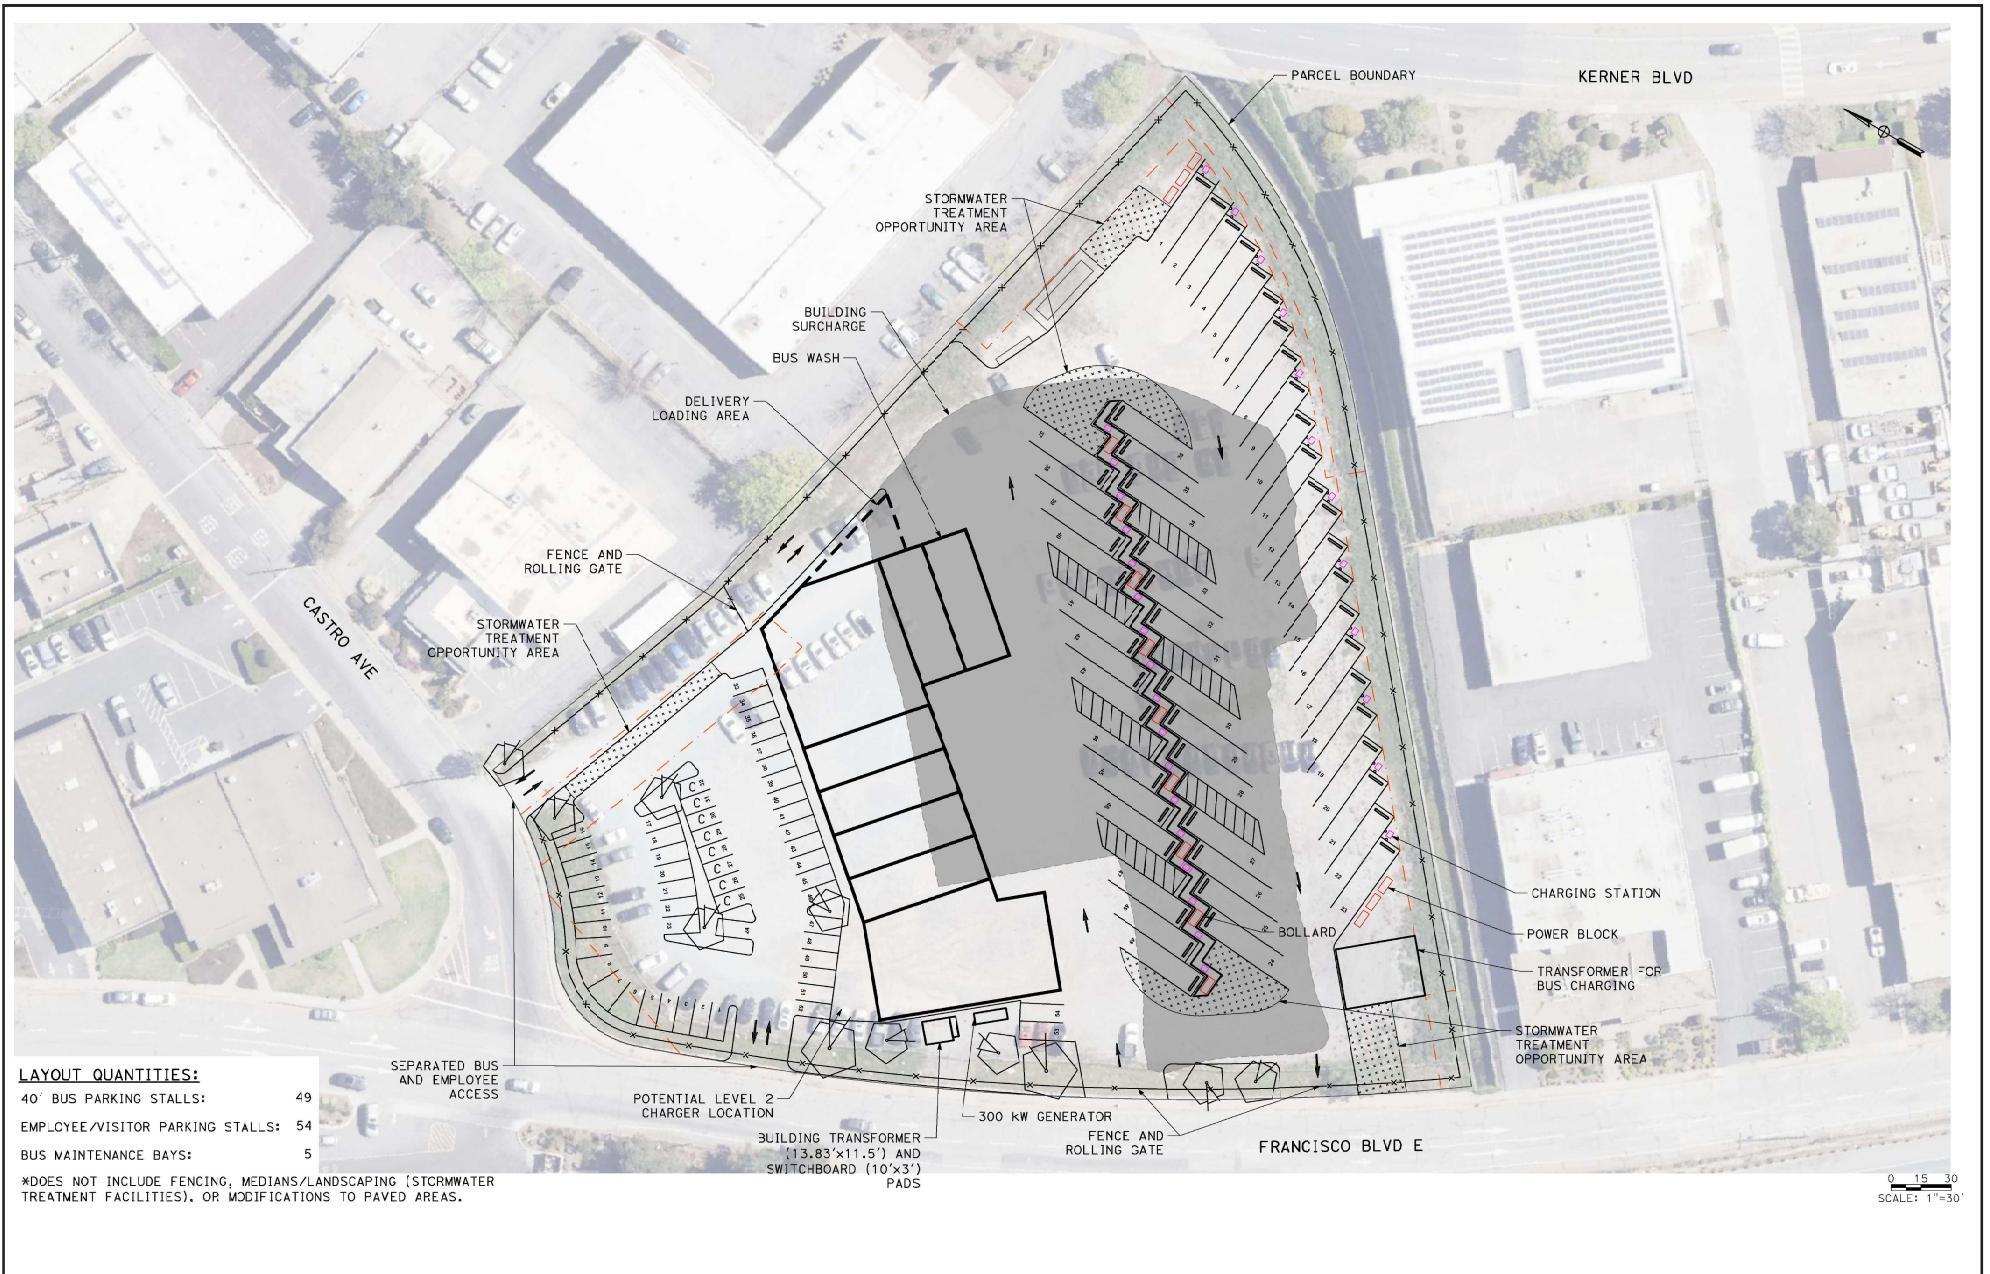 PARCEL BOUNDARY
KERNER BLVD
STORMWATER
TREATMENT
OPPORTUNITY AREA
BUILDING
SURCHARGE
BUS WASH
DELIVERY
LOADING AREA
FENCE AND
ROLLING GATE
CASTRO AVE
STORMWATER
TREATMENT
OPPORTUNITY AREA
CHARGING STATION
BOLLARD
POWER BLOCK
TRANSFORMER FOR
BUS CHARGING
STORMWATER
TREATMENT
OPPORTUNITY AREA
SEPARATED BUS
AND EMPLOYEE
ACCESS
POTENTIAL LEVEL 2
CHARGER LOCATION
300 KW GENERATOR
BUILDING TRANSFORMER
(13.83'x11.5') AND
SWITCHBOARD (10'x3')
PADS
FENCE AND
ROLLING GATE
FRANCISCO BLVD E
LAYOUT QUANTITIES:
40' BUS PARKING STALLS: 49
EMPLOYEE/VISITOR PARKING STALLS: 54
BUS MAINTENANCE BAYS: 5
*DOES NOT INCLUDE FENCING, MEDIANS/LANDSCAPING (STORMWATER
TREATMENT FACILITIES), OR MODIFICATIONS TO PAVED AREAS.
0 15 30
SCALE: 1"=30'